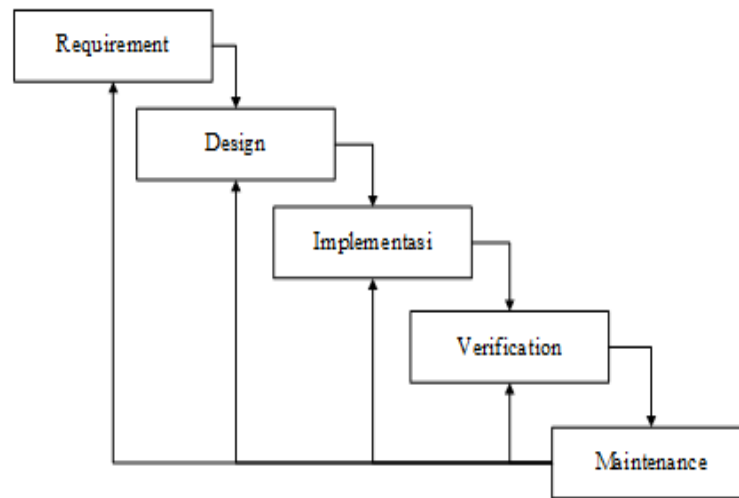 Requirement
Design
Implementasi
Verification
Maintenance